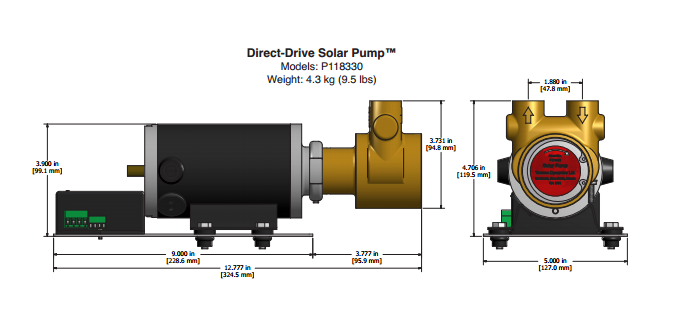 Direct-Drive Solar Pump™
Models: P118330
Weight: 4.3 kg (9.5 lbs)
1.880 in
[47.8 mm]
3.900 in
[99.1 mm]
3.731 in
[94.8 mm]
4.706 in
[119.5 mm]
9.000 in
[228.6 mm]
3.777 in
[95.9 mm]
12.777 in
[324.5 mm]
5.000 in
[127.0 mm]